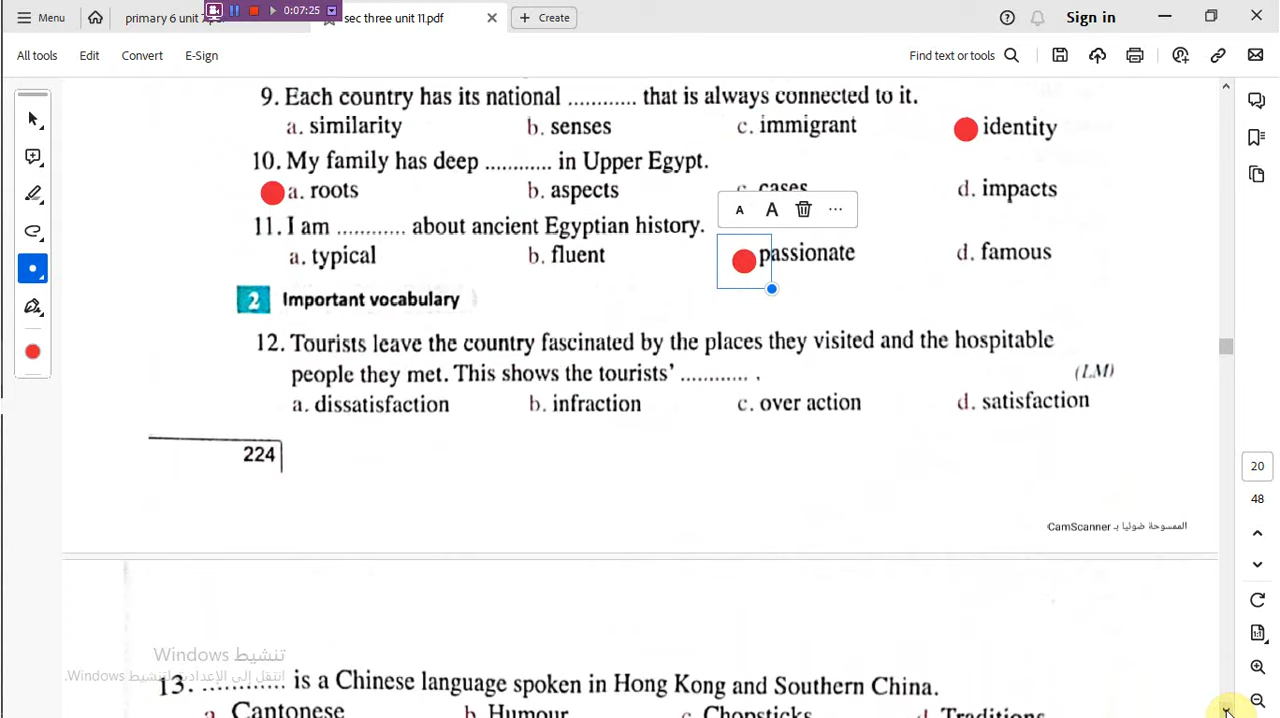 Menu
primary 6 unit
0:07:25
sec three unit 11.pdf
Create
Sign in
All tools Edit Convert E-Sign
Find text or tools
9. Each country has its national ............ that is always connected to it.
a. similarity b. senses c. immigrant identity
10. My family has deep ............ in Upper Egypt.
a. roots b. aspects c. cases d. impacts
A A ...
11. I am ............ about ancient Egyptian history.
a. typical b. fluent passionate d. famous
2 Important vocabulary
12. Tourists leave the country fascinated by the places they visited and the hospitable
people they met. This shows the tourists' ............ .
(LM)
a. dissatisfaction b. infraction c. over action d. satisfaction
224
20
48
الممسوحة ضوئيا بـ CamScanner
تنشيط Windows
انتقل إلى الإعدادات لتنشيط Windows.
13. ............ is a Chinese language spoken in Hong Kong and Southern China.
a. Cantonese b. Humour c. Chopsticks d. Traditions